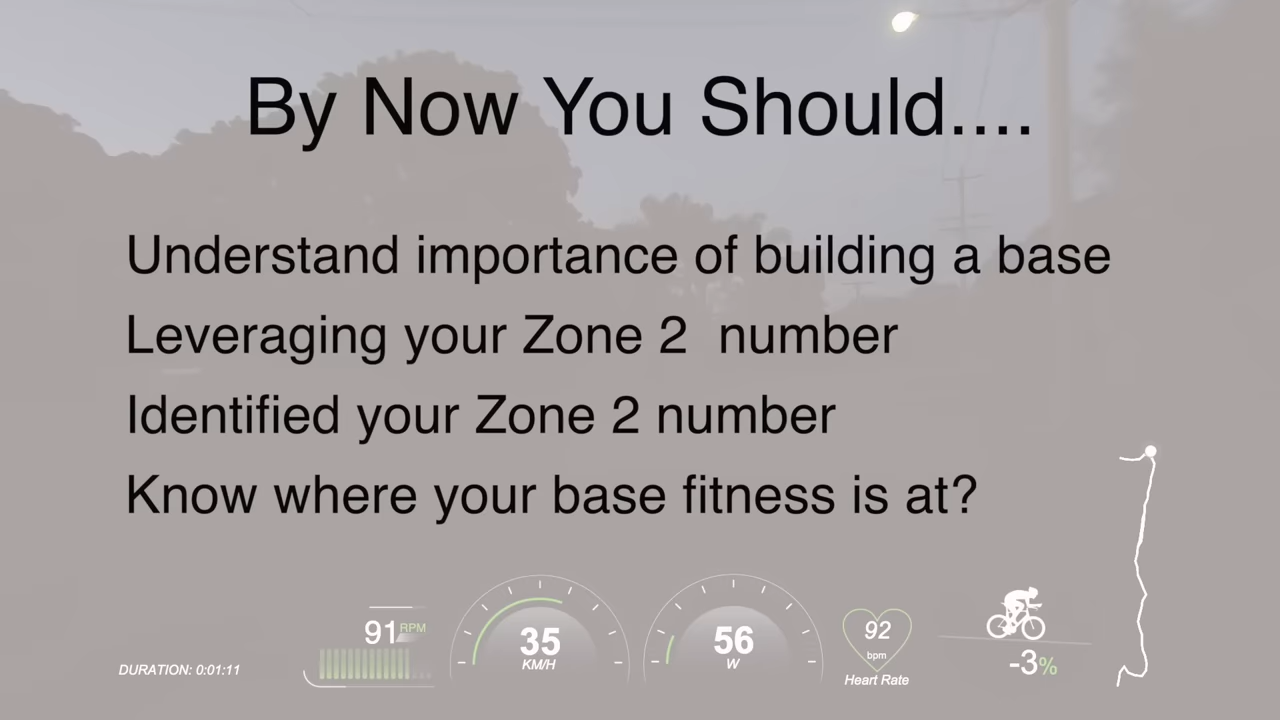 By Now You Should....
Understand importance of building a base
Leveraging your Zone 2  number
Identified your Zone 2 number
Know where your base fitness is at?
DURATION: 0:01:11
91 RPM
35
KM/H
56
W
92
bpm
Heart Rate
-3%